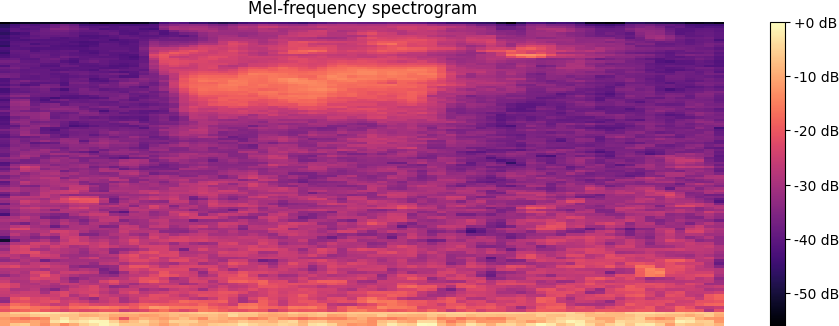 Mel-frequency spectrogram
+0 dB
-10 dB
-20 dB
-30 dB
-40 dB
-50 dB